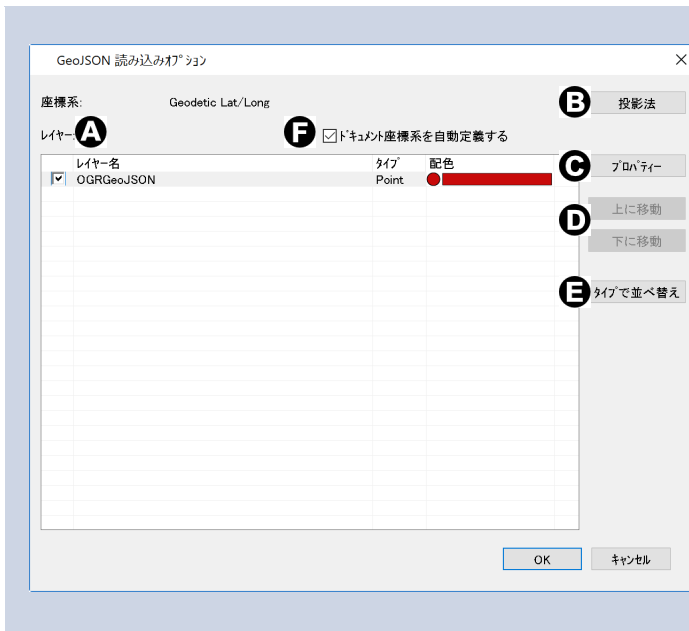 GeoJSON 読み込みオプション
座標系: Geodetic Lat/Long
B 投影法
レイヤー: A
F ドキュメント座標系を自動定義する
レイヤー名 タイプ 配色
C プロパティー
OGRGeoJSON Point
D 上に移動
下に移動
E タイプで並べ替え
OK キャンセル